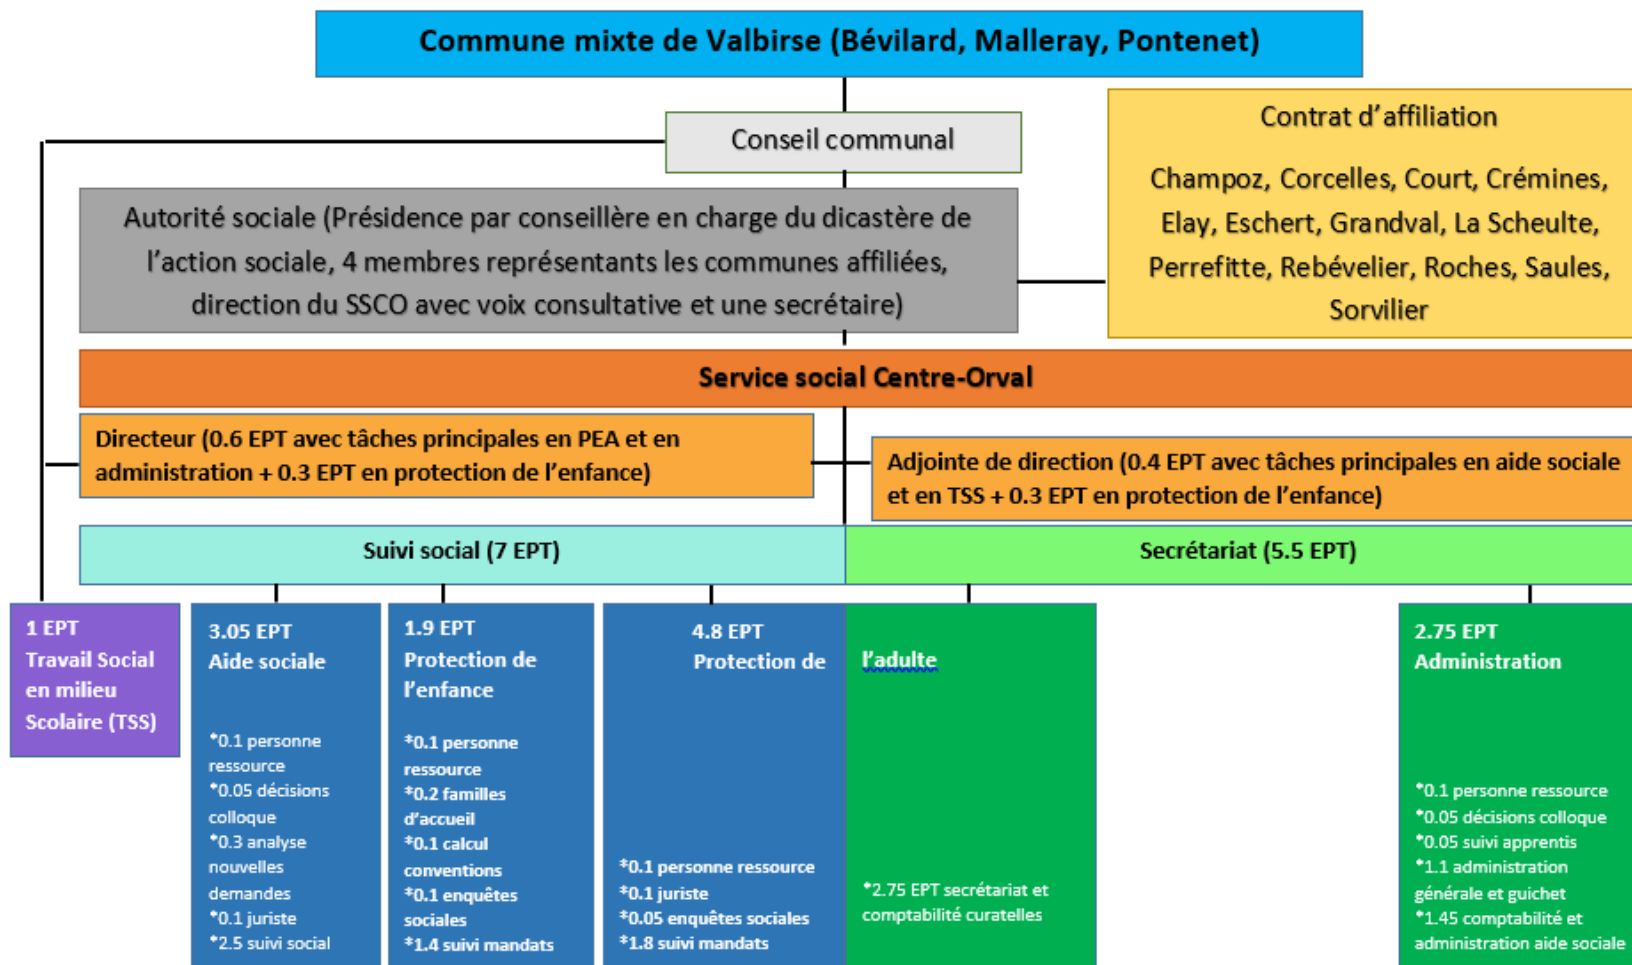 Commune mixte de Valbirse (Bévilard, Malleray, Pontenet)
Conseil communal
Contrat d'affiliation
Champoz, Corcelles, Court, Crémines,
Elay, Eschert, Grandval, La Scheulte,
Perrefitte, Rebévelier, Roches, Saules,
Sorvilier
Autorité sociale (Présidence par conseillère en charge du dicastère de
l'action sociale, 4 membres représentants les communes affiliées,
direction du SSCO avec voix consultative et une secrétaire)
Service social Centre-Orval
Directeur (0.6 EPT avec tâches principales en PEA et en
administration + 0.3 EPT en protection de l'enfance)
Adjointe de direction (0.4 EPT avec tâches principales en aide sociale
et en TSS + 0.3 EPT en protection de l'enfance)
Suivi social (7 EPT)
Secrétariat (5.5 EPT)
1 EPT
Travail Social
en milieu
Scolaire (TSS)
3.05 EPT
Aide sociale
*0.1 personne
ressource
*0.05 décisions
colloque
*0.3 analyse
nouvelles
demandes
*0.1 juriste
*2.5 suivi social
1.9 EPT
Protection de
l'enfance
*0.1 personne
ressource
*0.2 familles
d'accueil
*0.1 calcul
conventions
*0.1 enquêtes
sociales
*1.4 suivi mandats
4.8 EPT
Protection de l'adulte
*0.1 personne ressource
*0.1 juriste
*0.05 enquêtes sociales
*1.8 suivi mandats
*2.75 EPT secrétariat et
comptabilité curatelles
2.75 EPT
Administration
*0.1 personne ressource
*0.05 décisions colloque
*0.05 suivi apprentis
*1.1 administration
générale et guichet
*1.45 comptabilité et
administration aide sociale